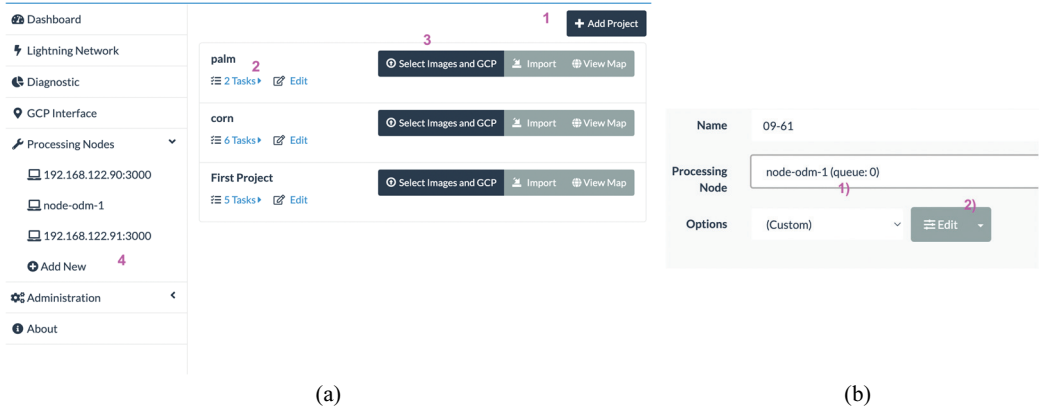 Dashboard
Lightning Network
Diagnostic
GCP Interface
Processing Nodes
192.168.122.90:3000
node-odm-1
192.168.122.91:3000
Add New 4
Administration
About
1 + Add Project
3
palm
Select Images and GCP Import View Map
2
2 Tasks Edit
corn
Select Images and GCP Import View Map
6 Tasks Edit
First Project
Select Images and GCP Import View Map
5 Tasks Edit
(a)
Name 09-61
Processing Node node-odm-1 (queue: 0)
1)
2)
Options (Custom) Edit
(b)